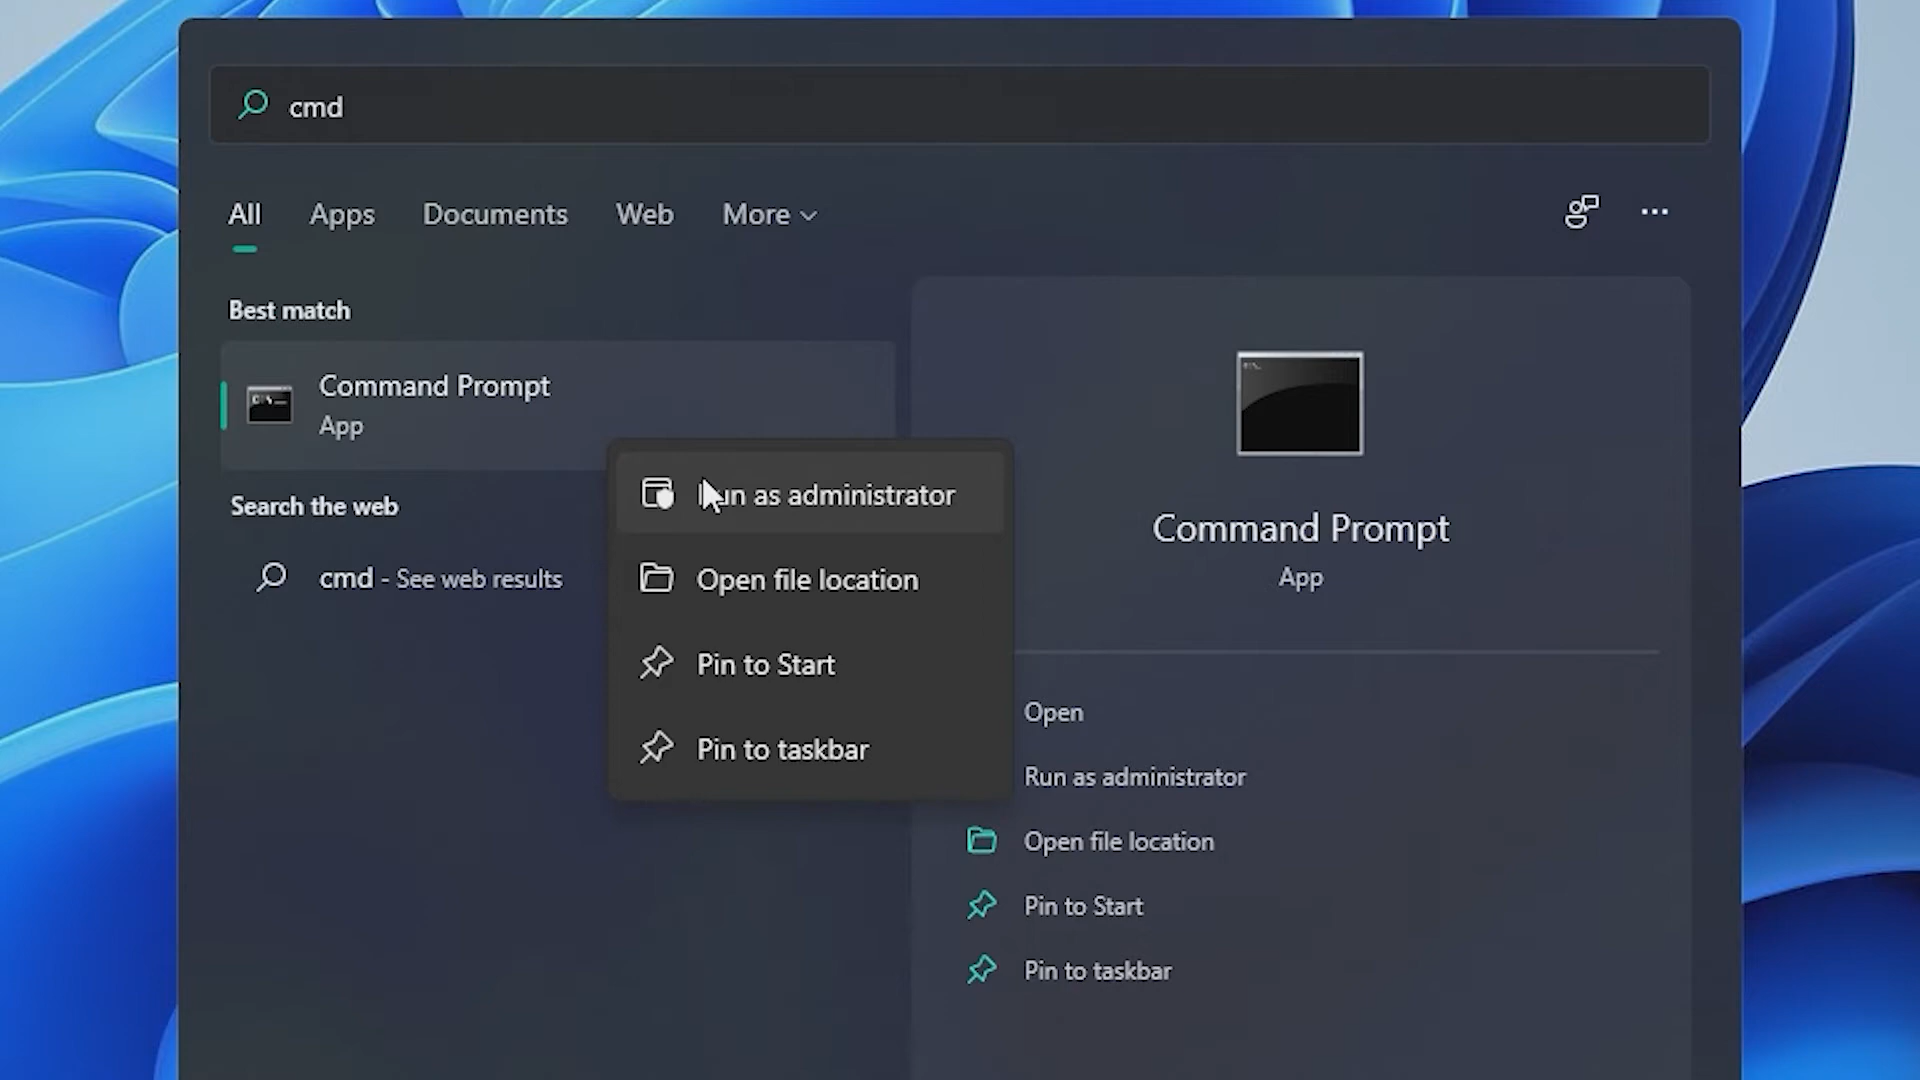 cmd
All Apps Documents Web More
Best match
Command Prompt
App
Search the web
cmd - See web results
Run as administrator
Open file location
Pin to Start
Pin to taskbar
Command Prompt
App
Open
Run as administrator
Open file location
Pin to Start
Pin to taskbar